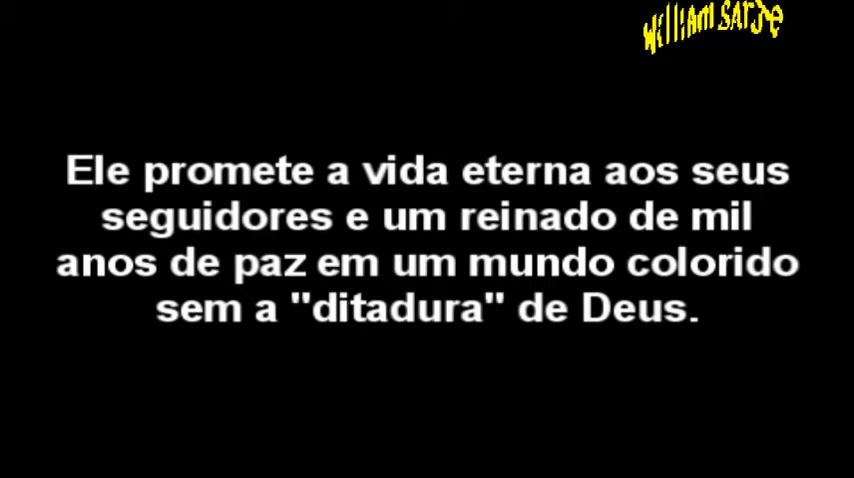 William Sarje
Ele promete a vida eterna aos seus
seguidores e um reinado de mil
anos de paz em um mundo colorido
sem a "ditadura" de Deus.